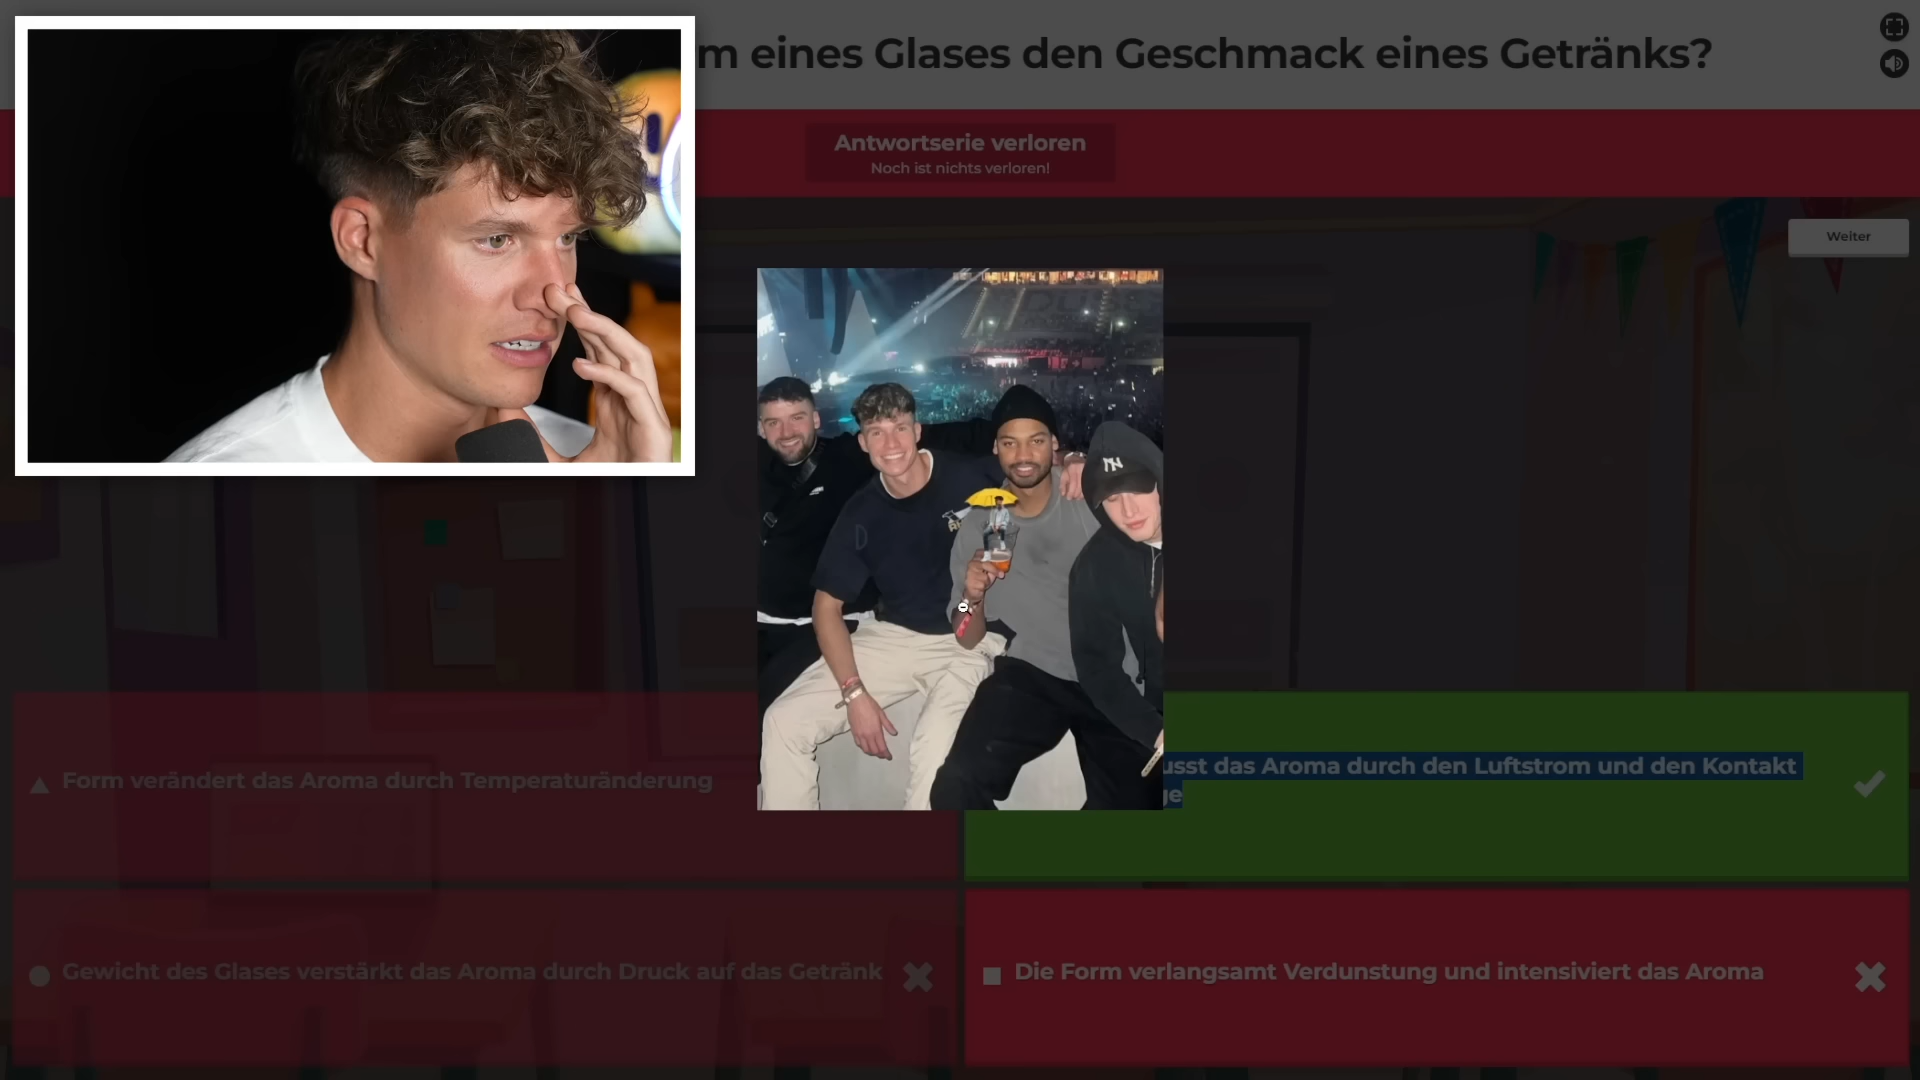 m eines Glases den Geschmack eines Getränks?
Antwortserie verloren
Noch ist nichts verloren!
Weiter
Form verändert das Aroma durch Temperaturänderung
usst das Aroma durch den Luftstrom und den Kontakt
ge
Gewicht des Glases verstärkt das Aroma durch Druck auf das Getränk
Die Form verlangsamt Verdunstung und intensiviert das Aroma